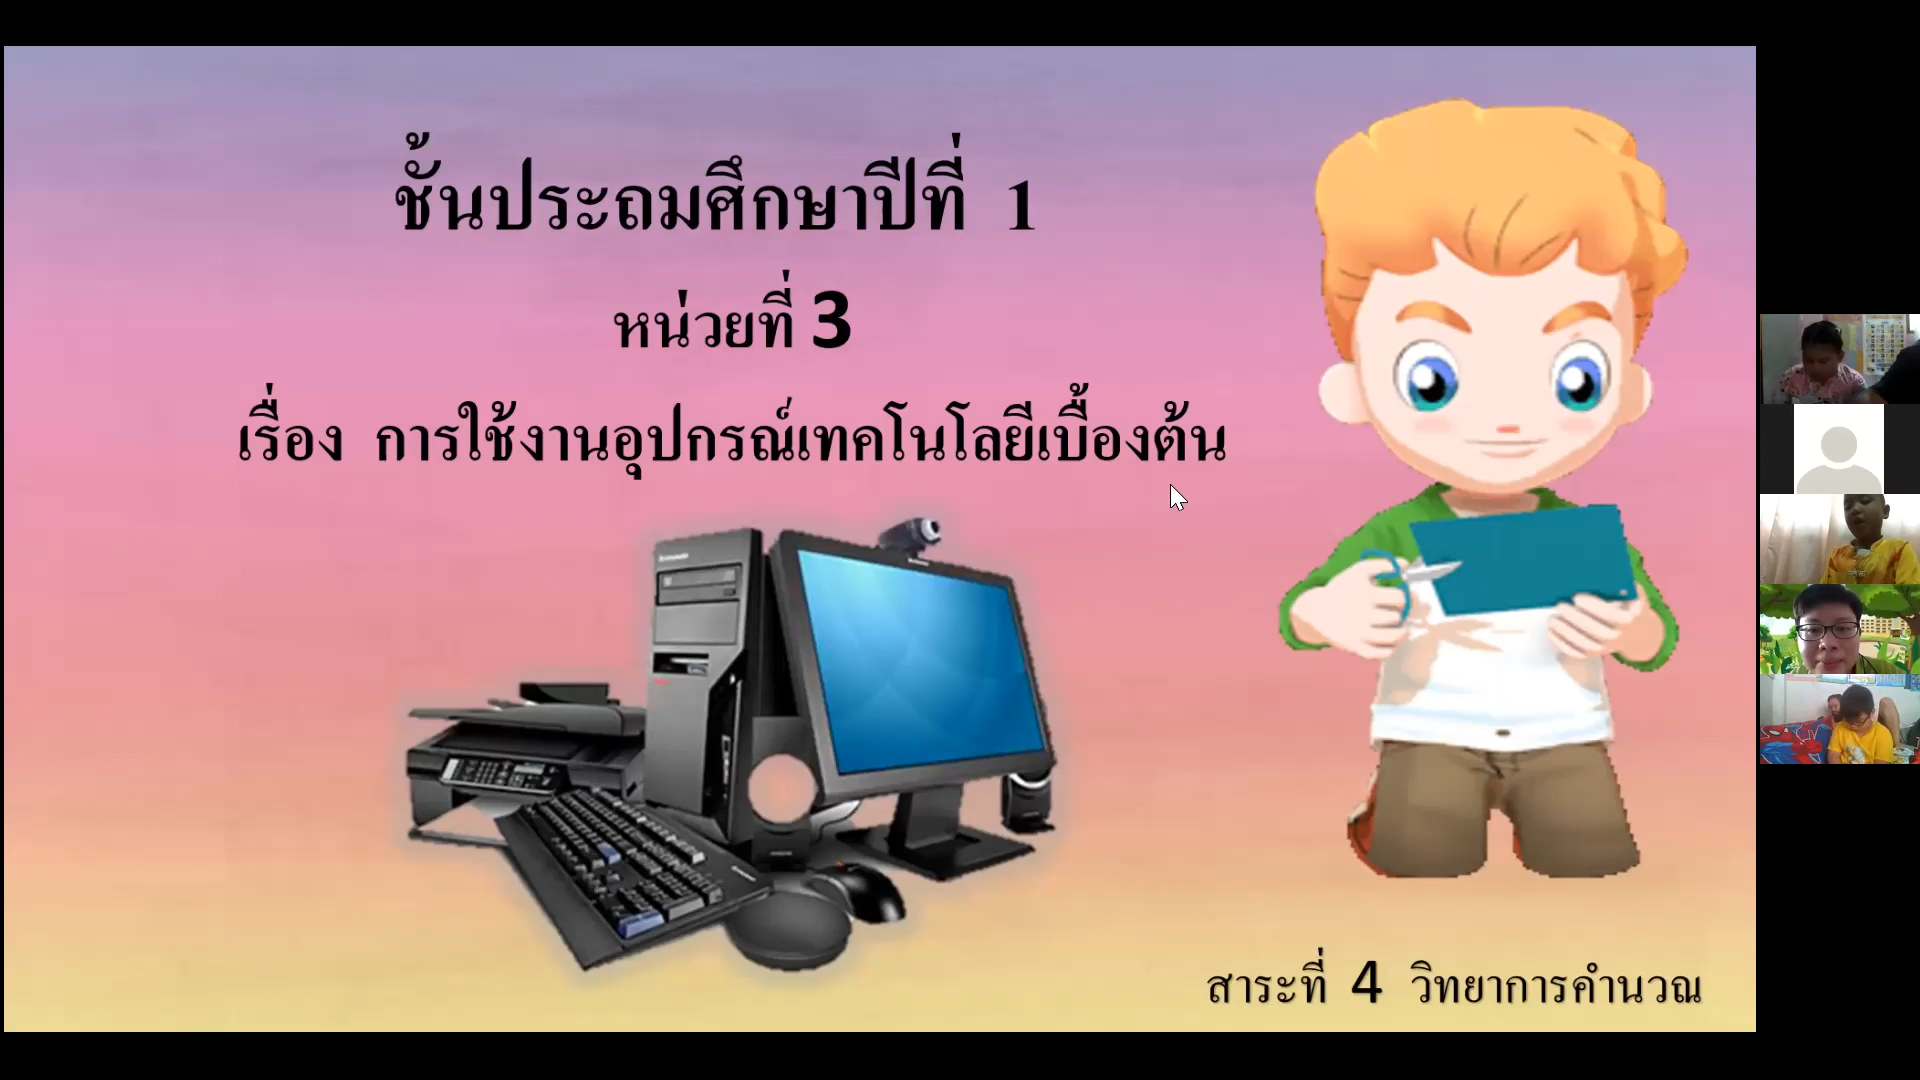 ชั้นประถมศึกษาปีที่ 1
หน่วยที่ 3
เรื่อง การใช้งานอุปกรณ์เทคโนโลยีเบื้องต้น
สาระที่ 4 วิทยาการคำนวณ